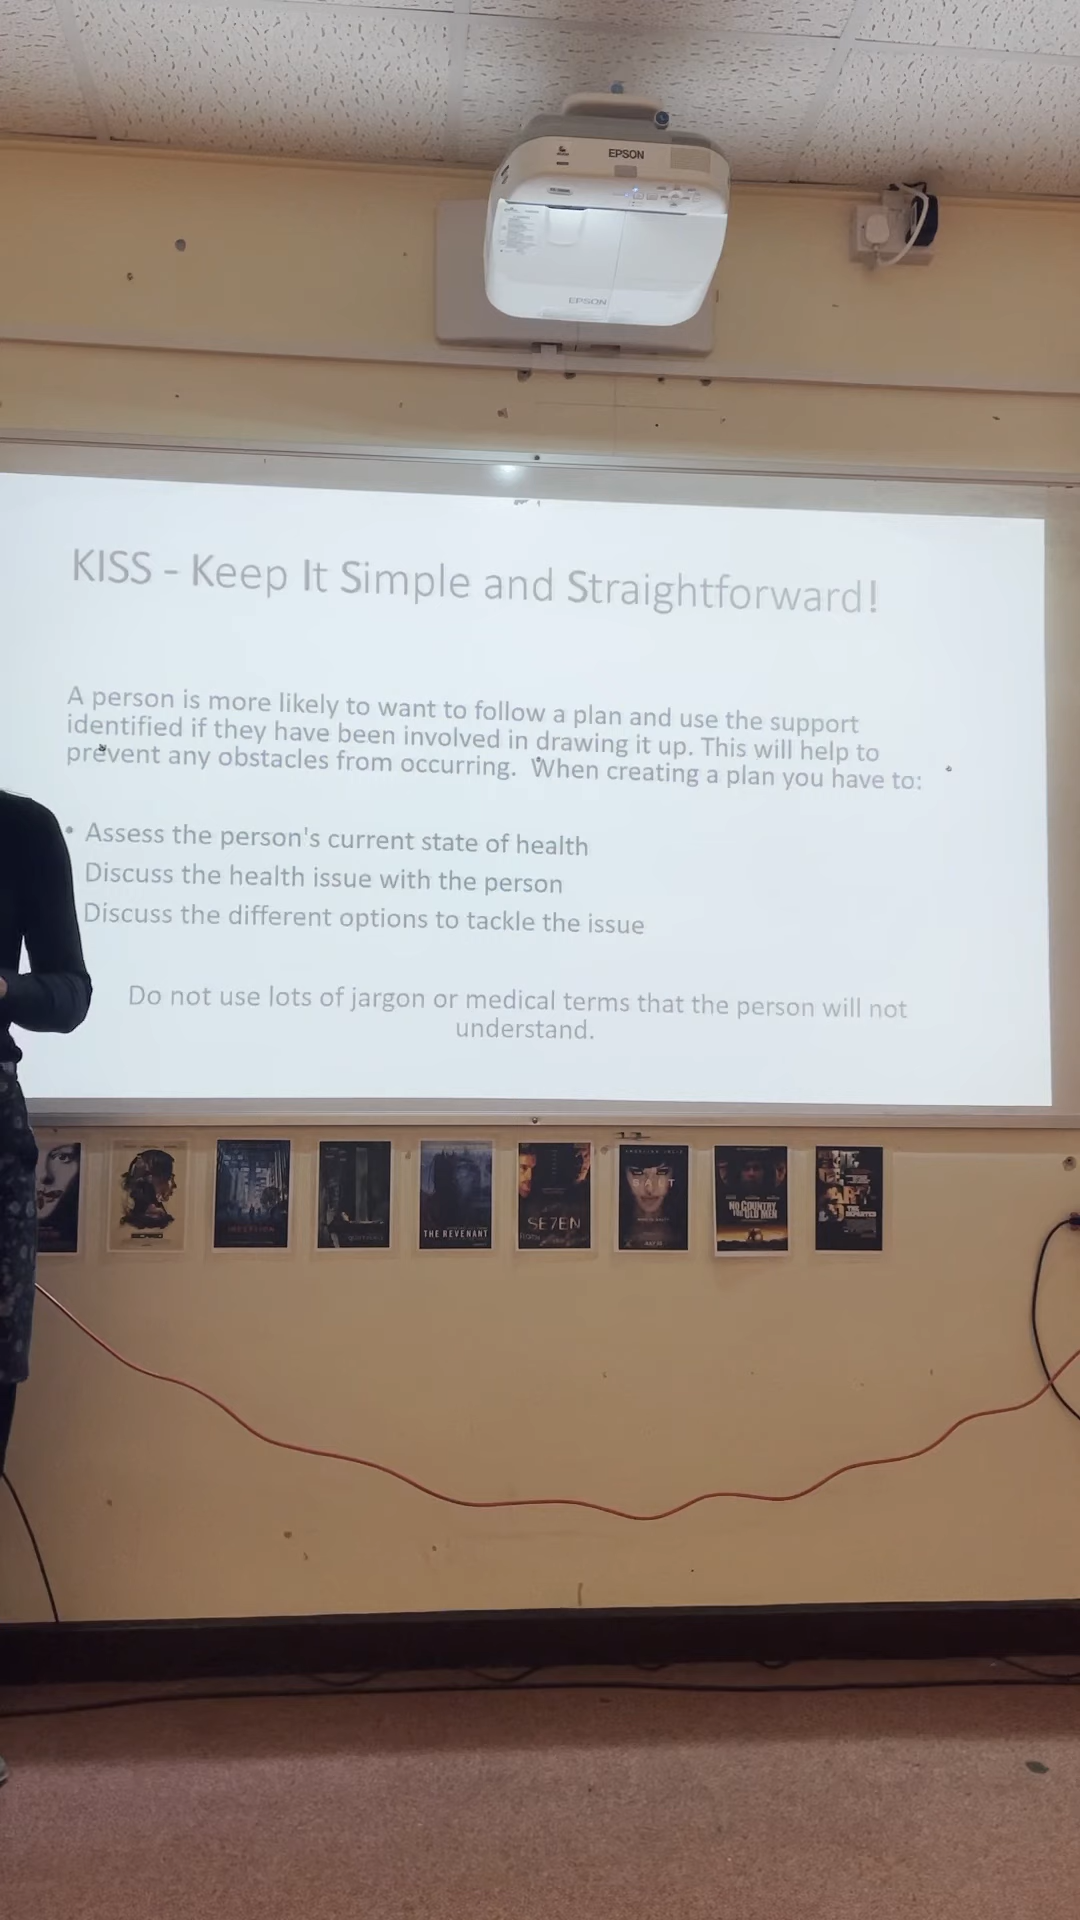 EPSON
EPSON
KISS - Keep It Simple and Straightforward!
A person is more likely to want to follow a plan and use the support
identified if they have been involved in drawing it up. This will help to
prevent any obstacles from occurring. When creating a plan you have to:
• Assess the person's current state of health
Discuss the health issue with the person
Discuss the different options to tackle the issue
Do not use lots of jargon or medical terms that the person will not
understand.
SICARIO
INCEPTION
THE REVENANT
SE7EN
SALT
NO COUNTRY
FOR OLD MEN
THE DEPARTED